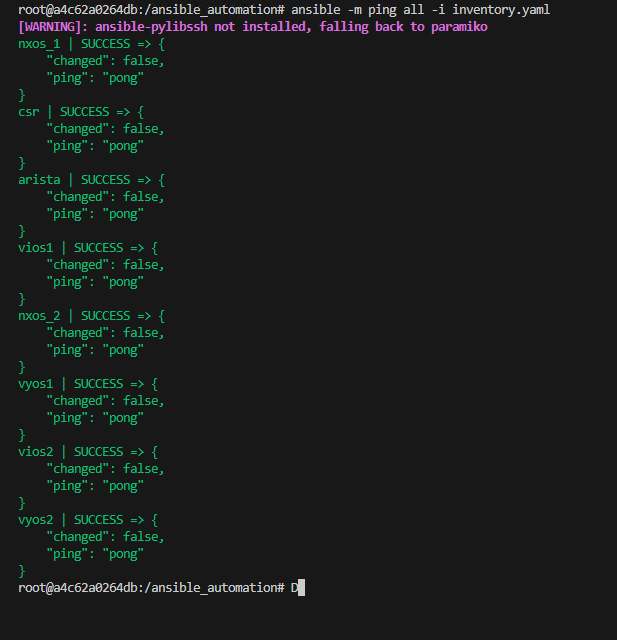 root@a4c62a0264db:/ansible_automation# ansible -m ping all -i inventory.yaml
[WARNING]: ansible-pylibssh not installed, falling back to paramiko
nxos_1 | SUCCESS => {
    "changed": false,
    "ping": "pong"
}
csr | SUCCESS => {
    "changed": false,
    "ping": "pong"
}
arista | SUCCESS => {
    "changed": false,
    "ping": "pong"
}
vios1 | SUCCESS => {
    "changed": false,
    "ping": "pong"
}
nxos_2 | SUCCESS => {
    "changed": false,
    "ping": "pong"
}
vyos1 | SUCCESS => {
    "changed": false,
    "ping": "pong"
}
vios2 | SUCCESS => {
    "changed": false,
    "ping": "pong"
}
vyos2 | SUCCESS => {
    "changed": false,
    "ping": "pong"
}
root@a4c62a0264db:/ansible_automation# D